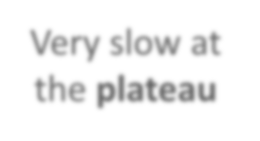 Very slow at
the plateau